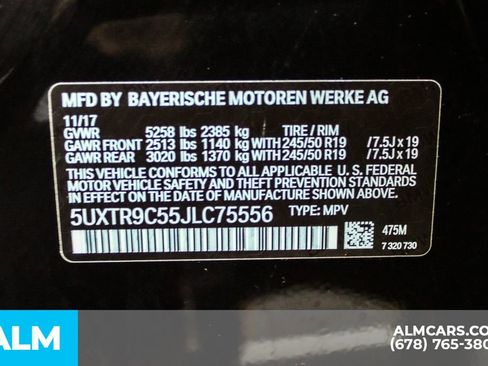 MFD BY BAYERISCHE MOTOREN WERKE AG
11/17
GVWR 5258 lbs 2385 kg TIRE / RIM
GAWR FRONT 2513 lbs 1140 kg WITH 245/50 R19 /7.5J x 19
GAWR REAR 3020 lbs 1370 kg WITH 245/50 R19 /7.5J x 19
THIS VEHICLE CONFORMS TO ALL APPLICABLE U. S. FEDERAL
MOTOR VEHICLE SAFETY, BUMPER, AND THEFT PREVENTION
STANDARDS IN EFFECT ON THE DATE OF MANUFACTURE SHOWN ABOVE.
5UXTR9C55JLC75556 TYPE: MPV
475M
7 320 730
ALM
ALMCARS.COM
(678) 765-380